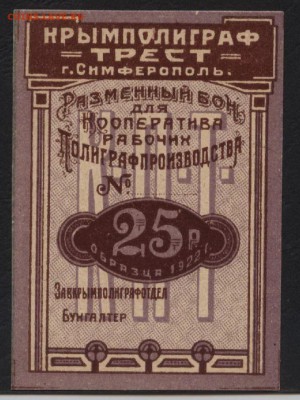 КРЫМПОЛИГРАФ
ТРЕСТ
г. СИМФЕРОПОЛЬ.
РАЗМЕННЫЙ БОН
ДЛЯ
КООПЕРАТИВА
РАБОЧИХ
ПОЛИГРАФПРОИЗВОДСТВА
№
25 Р.
ОБРАЗЦА 1922 г.
ЗАВКРЫМПОЛИГРАФОТДЕЛ
БУХГАЛТЕР